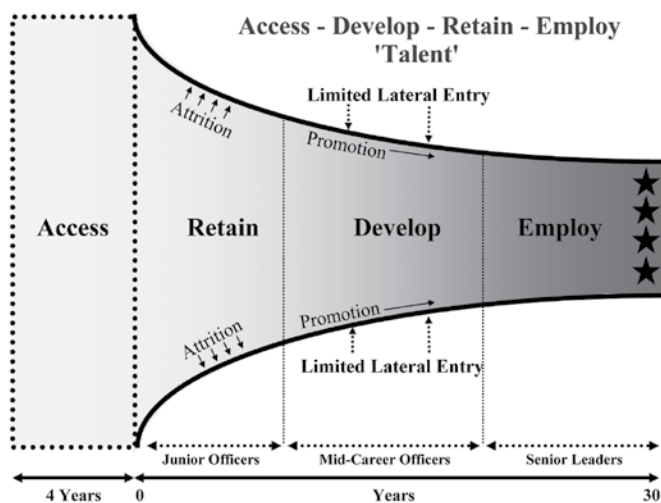 Access - Develop - Retain - Employ
'Talent'
Limited Lateral Entry
Attrition
Promotion
Access
Retain
Develop
Employ
Attrition
Promotion
Limited Lateral Entry
Junior Officers
Mid-Career Officers
Senior Leaders
4 Years
0
Years
30